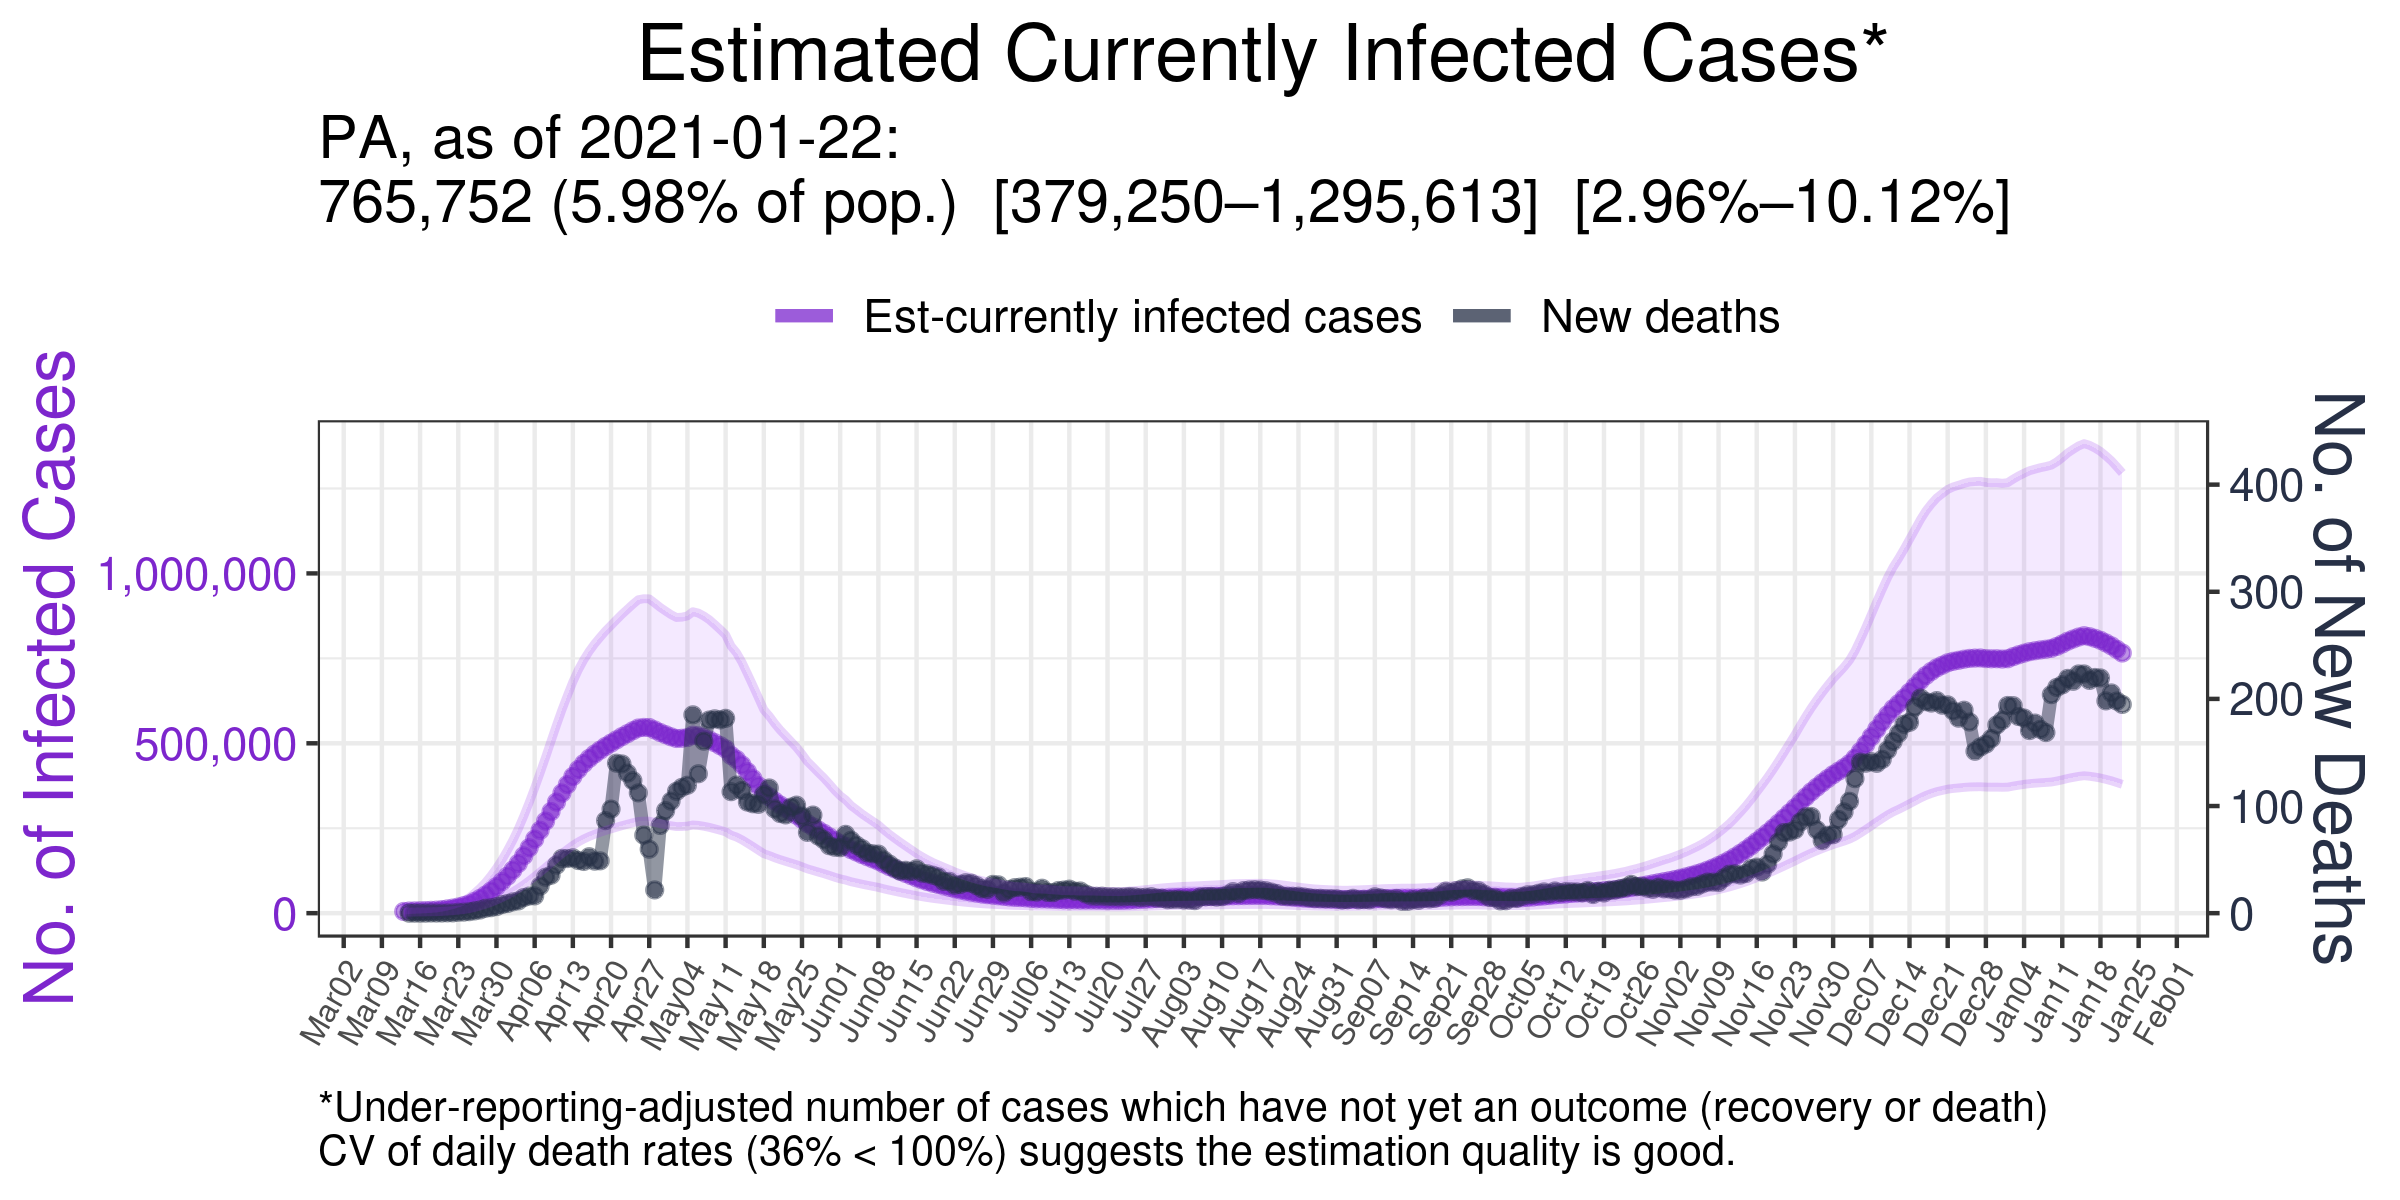 Estimated Currently Infected Cases*
PA, as of 2021-01-22:
765,752 (5.98% of pop.)  [379,250–1,295,613]  [2.96%–10.12%]
Est-currently infected cases
New deaths
No. of Infected Cases
1,000,000
500,000
0
No. of New Deaths
400
300
200
100
0
Mar02
Mar09
Mar16
Mar23
Mar30
Apr06
Apr13
Apr20
Apr27
May04
May11
May18
May25
Jun01
Jun08
Jun15
Jun22
Jun29
Jul06
Jul13
Jul20
Jul27
Aug03
Aug10
Aug17
Aug24
Aug31
Sep07
Sep14
Sep21
Sep28
Oct05
Oct12
Oct19
Oct26
Nov02
Nov09
Nov16
Nov23
Nov30
Dec07
Dec14
Dec21
Dec28
Jan04
Jan11
Jan18
Jan25
Feb01
*Under-reporting-adjusted number of cases which have not yet an outcome (recovery or death)
CV of daily death rates (36% < 100%) suggests the estimation quality is good.